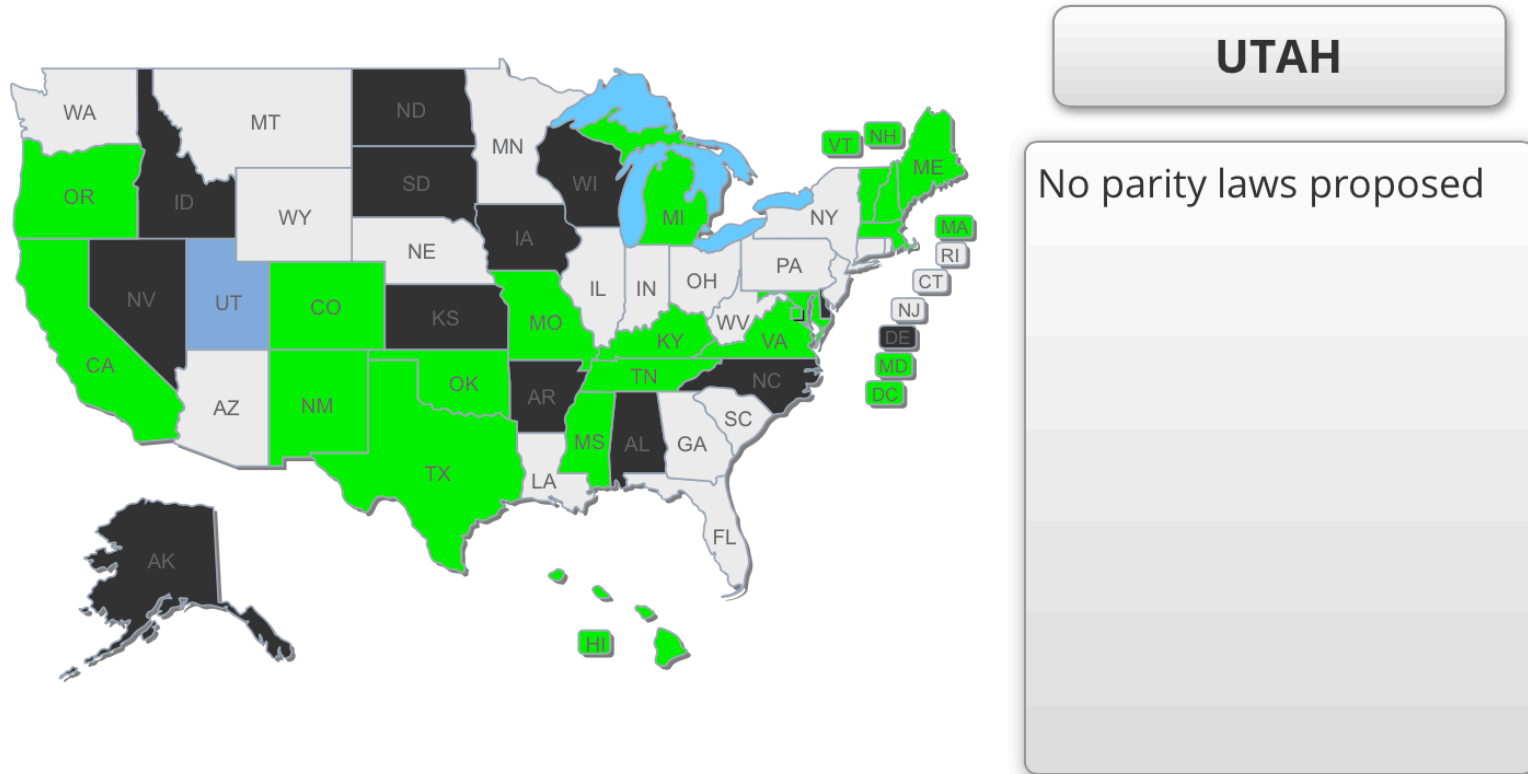 UTAH
No parity laws proposed
WA
MT
ND
MN
VT
NH
ME
OR
ID
SD
WI
WY
MI
NY
MA
IA
NE
RI
PA
OH
IL
IN
CT
NV
UT
CO
NJ
KS
MO
WV
DE
KY
VA
CA
MD
TN
NC
OK
DC
AR
AZ
NM
SC
MS
AL
GA
TX
LA
FL
AK
HI